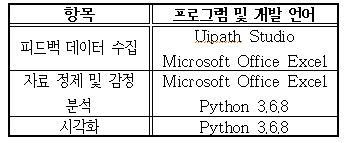 항목 프로그램 및 개발 언어
피드백 데이터 수집 Uipath Studio
Microsoft Office Excel
자료 정제 및 감정 Microsoft Office Excel
분석 Python 3.6.8
시각화 Python 3.6.8